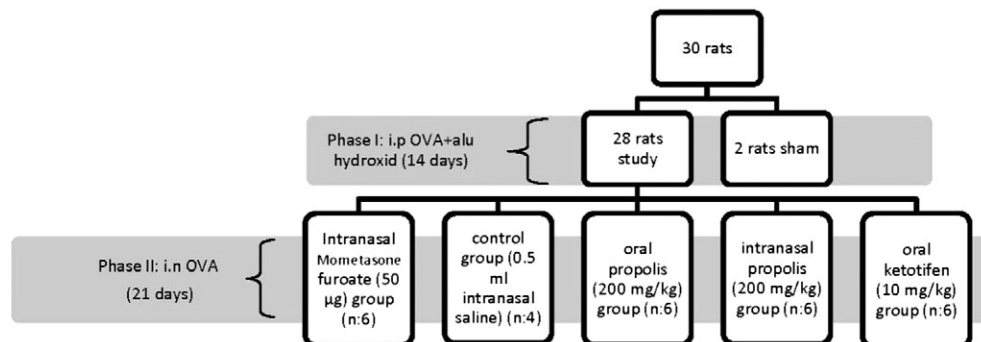 30 rats
Phase I: i.p OVA+alu
hydroxid (14 days)
28 rats
study
2 rats sham
Phase II: i.n OVA
(21 days)
Intranasal
Mometasone
furoate (50
µg) group
(n:6)
control
group (0.5
ml
intranasal
saline) (n:4)
oral
propolis
(200 mg/kg)
group (n:6)
intranasal
propolis
(200 mg/kg)
group (n:6)
oral
ketotifen
(10 mg/kg)
group (n:6)